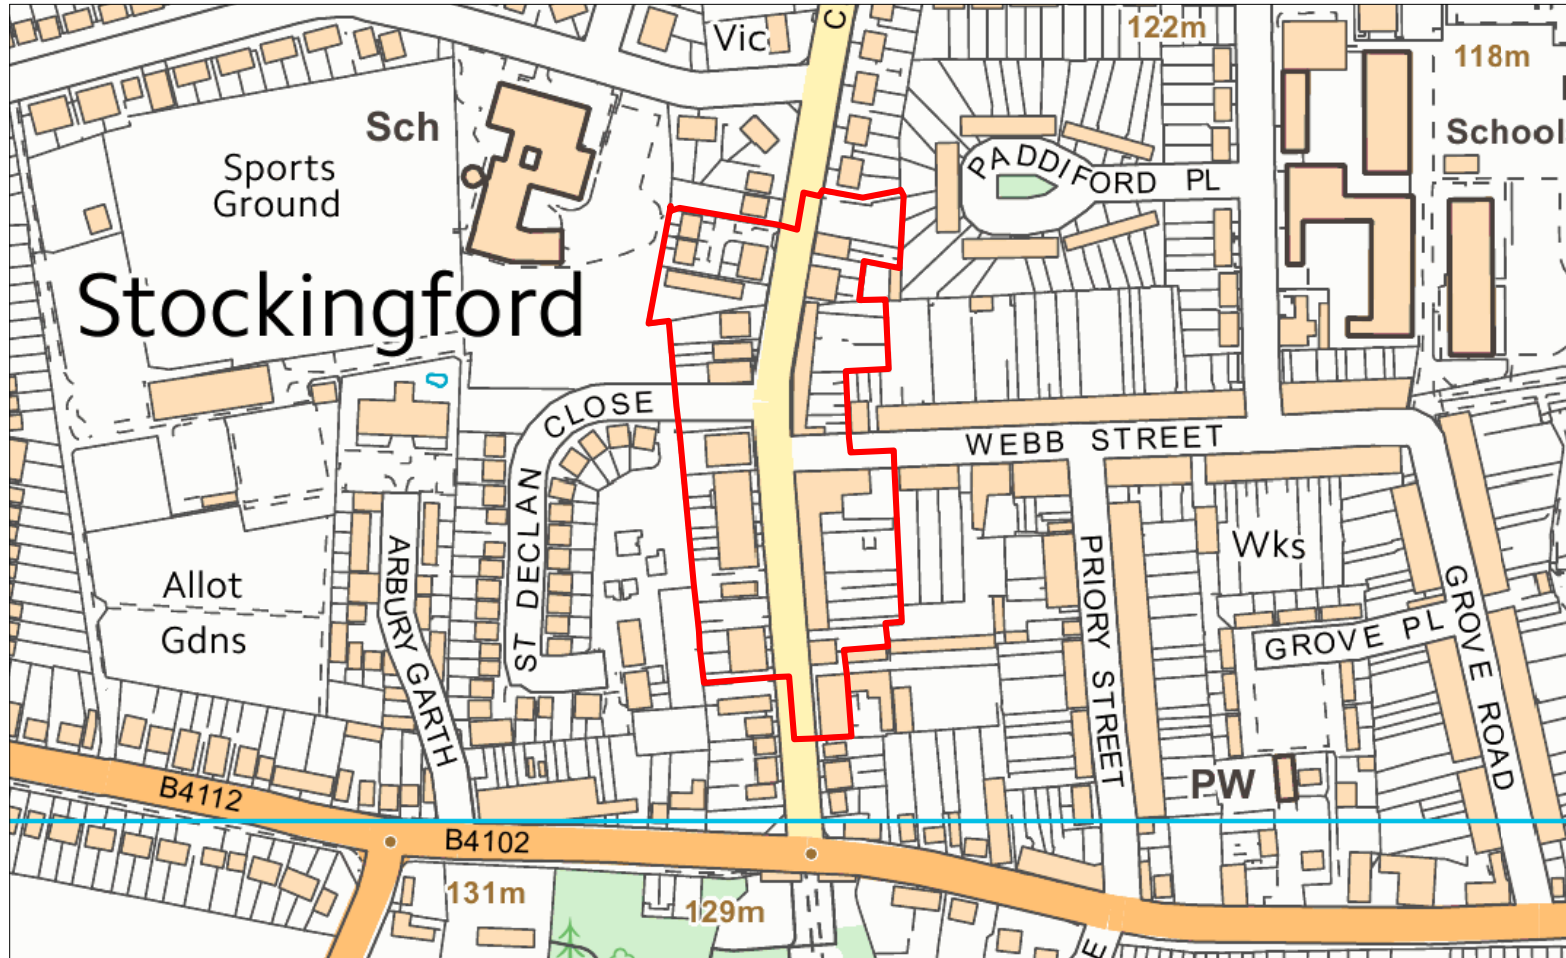 Vic
C
122m
118m
Sch
School
Sports
Ground
PADDIFORD PL
Stockingford
CLOSE
ST DECLAN
WEBB STREET
Allot
Gdns
ARBURY GARTH
Wks
PRIORY STREET
GROVE PL
GROVE ROAD
PW
B4112
B4102
131m
129m
E